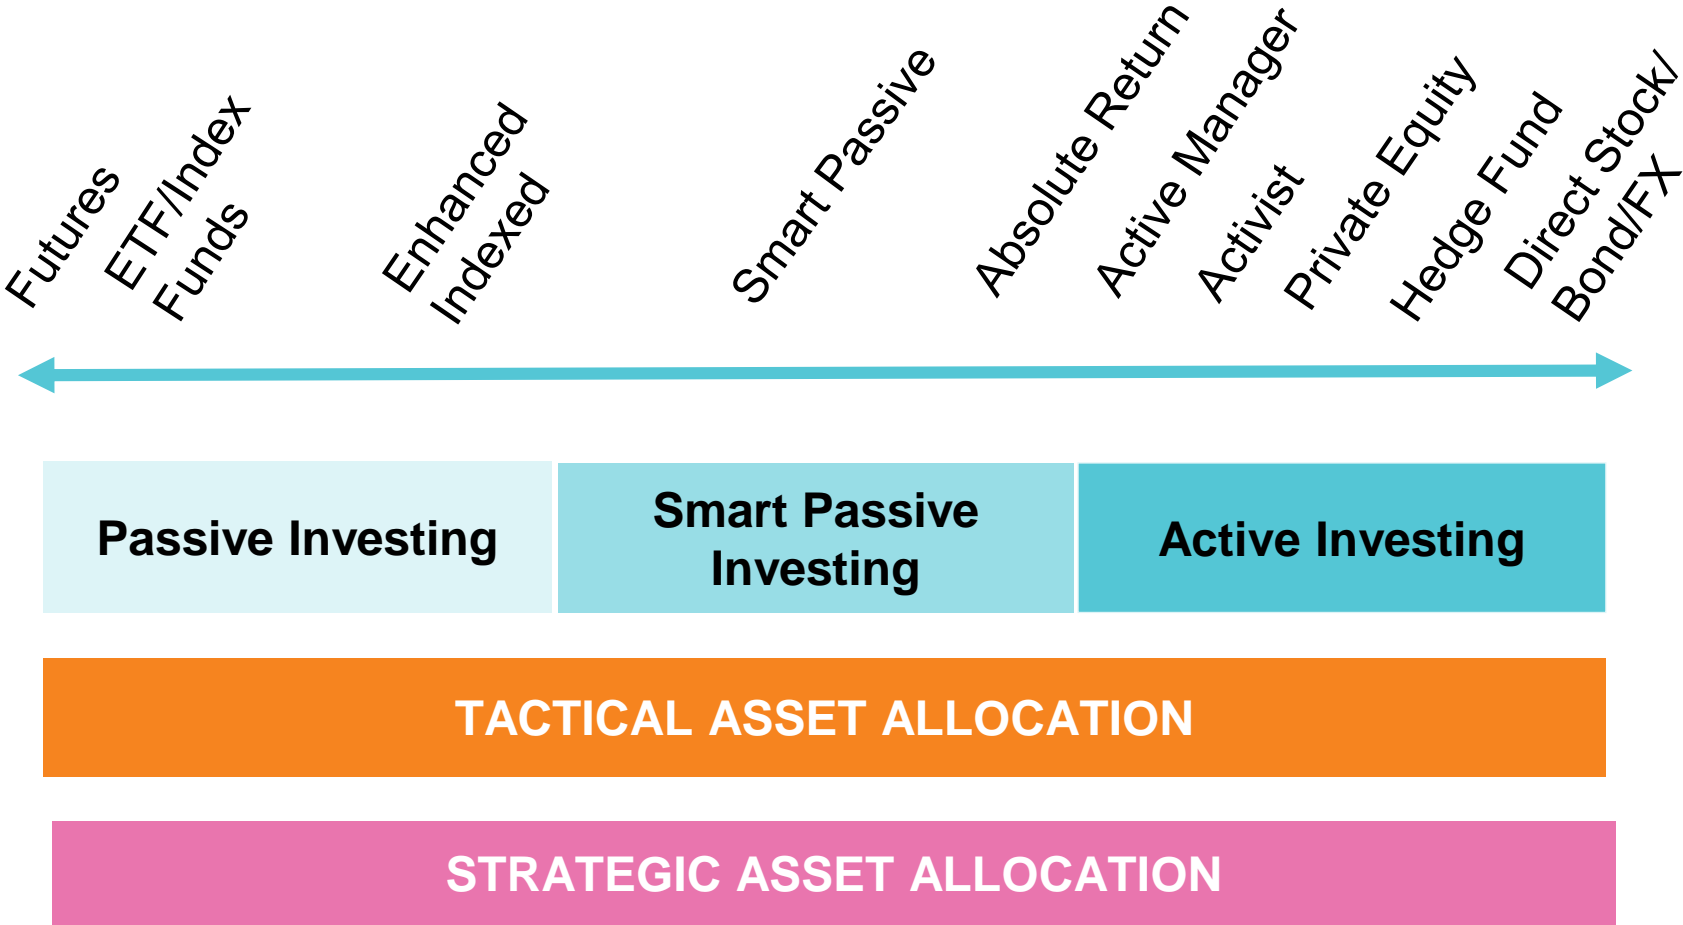 Futures
ETF/Index
Funds
Enhanced
Indexed
Smart Passive
Absolute Return
Active Manager
Activist
Private Equity
Hedge Fund
Direct Stock/
Bond/FX
Passive Investing
Smart Passive
Investing
Active Investing
TACTICAL ASSET ALLOCATION
STRATEGIC ASSET ALLOCATION